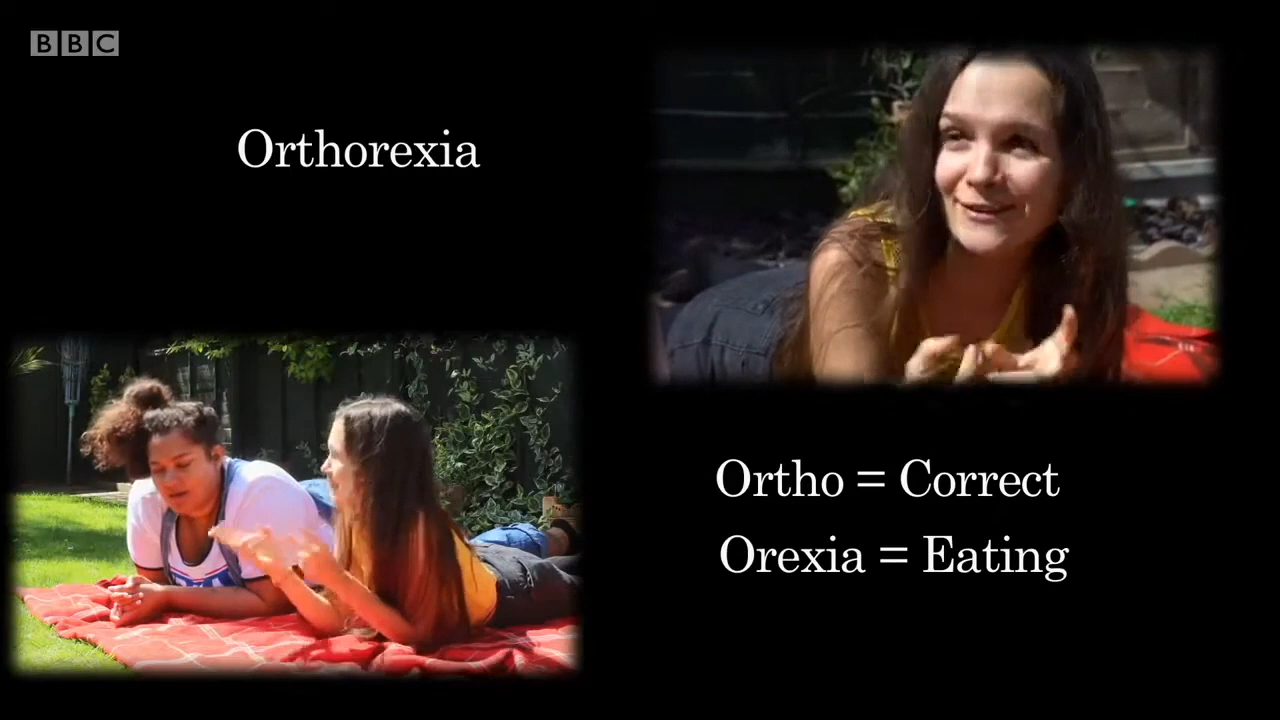 BBC
Orthorexia
Ortho = Correct
Orexia = Eating